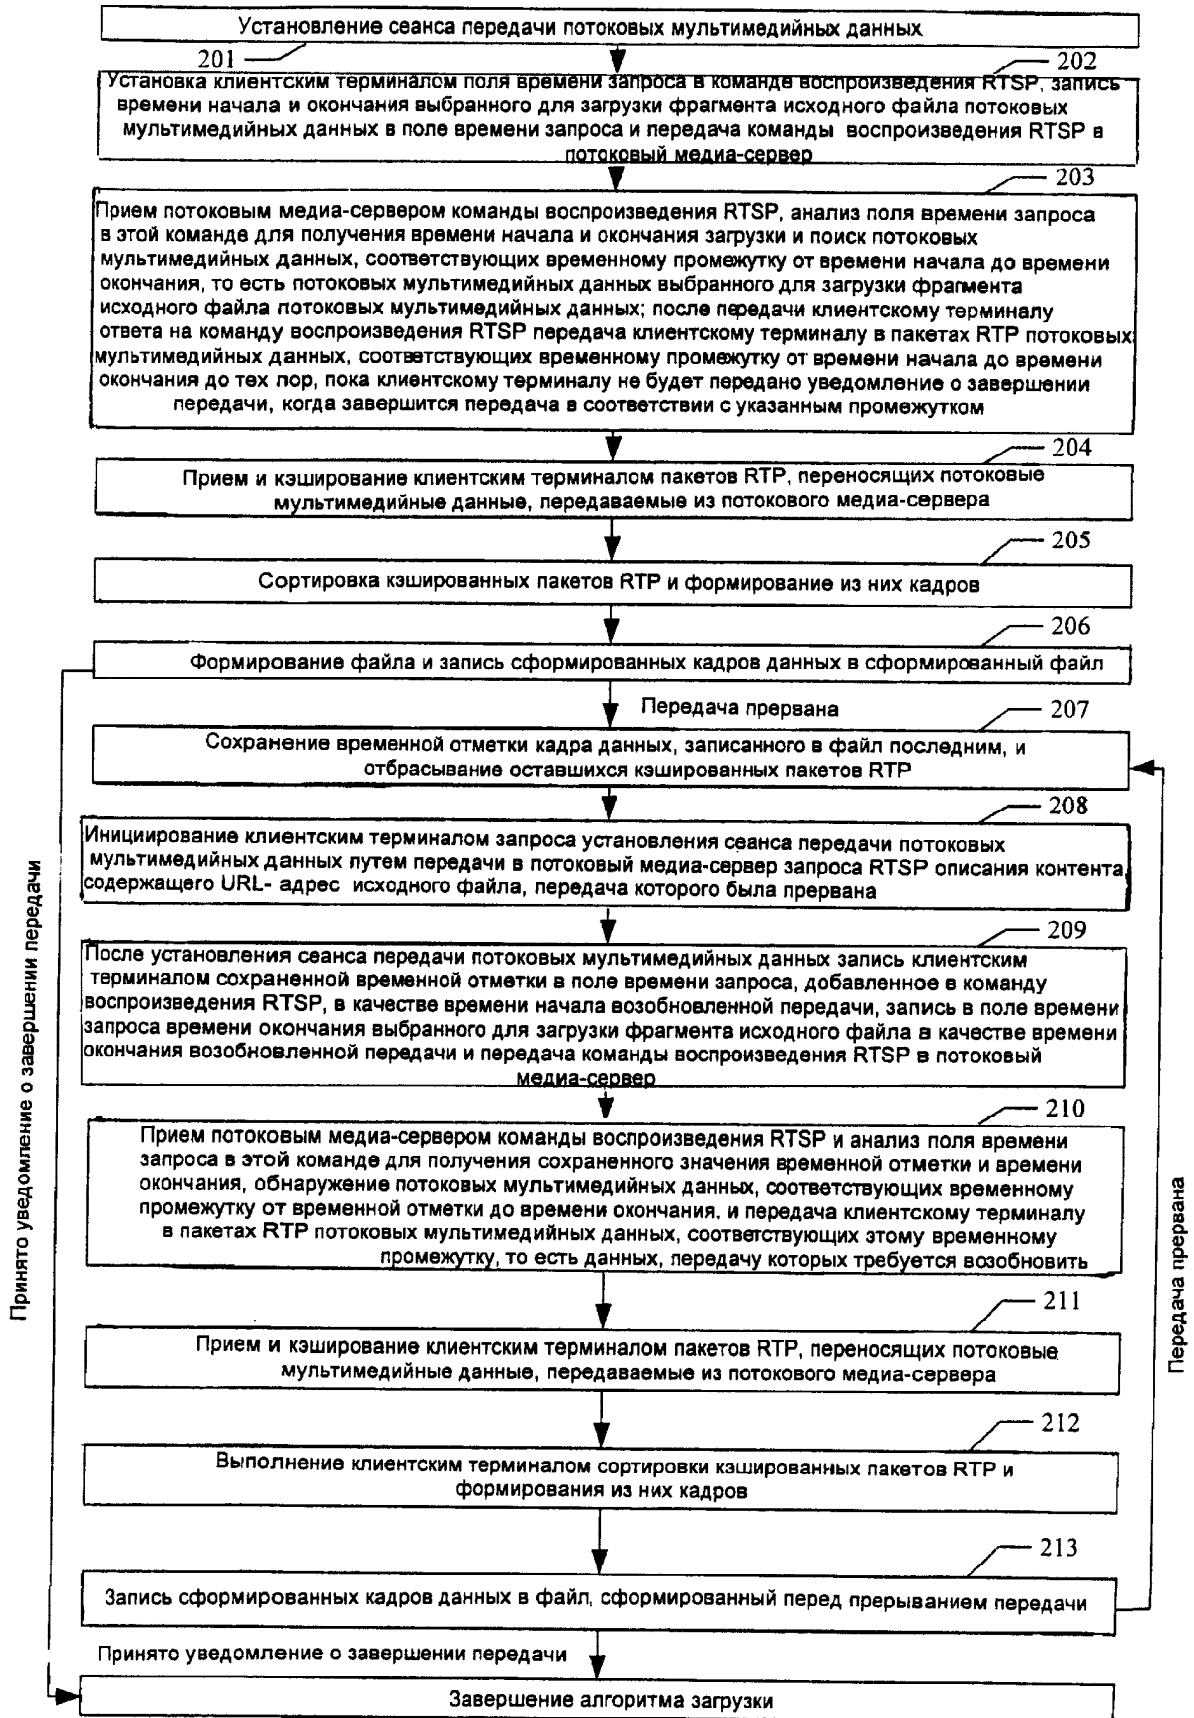 Установление сеанса передачи потоковых мультимедийных данных
201
202
Установка клиентским терминалом поля времени запроса в команде воспроизведения RTSP, запись
времени начала и окончания выбранного для загрузки фрагмента исходного файла потоковых
мультимедийных данных в поле времени запроса и передача команды воспроизведения RTSP в
потоковый медиа-сервер
203
Прием потоковым медиа-сервером команды воспроизведения RTSP, анализ поля времени запроса
в этой команде для получения времени начала и окончания загрузки и поиск потоковых
мультимедийных данных, соответствующих временному промежутку от времени начала до времени
окончания, то есть потоковых мультимедийных данных выбранного для загрузки фрагмента
исходного файла потоковых мультимедийных данных; после передачи клиентскому терминалу
ответа на команду воспроизведения RTSP передача клиентскому терминалу в пакетах RTP потоковых
мультимедийных данных, соответствующих временному промежутку от времени начала до времени
окончания до тех пор, пока клиентскому терминалу не будет передано уведомление о завершении
передачи, когда завершится передача в соответствии с указанным промежутком
204
Прием и кэширование клиентским терминалом пакетов RTP, переносящих потоковые
мультимедийные данные, передаваемые из потокового медиа-сервера
205
Сортировка кэшированных пакетов RTP и формирование из них кадров
206
Формирование файла и запись сформированных кадров данных в сформированный файл
Передача прервана
207
Сохранение временной отметки кадра данных, записанного в файл последним, и
отбрасывание оставшихся кэшированных пакетов RTP
208
Инициирование клиентским терминалом запроса установления сеанса передачи потоковых
мультимедийных данных путем передачи в потоковый медиа-сервер запроса RTSP описания контента,
содержащего URL- адрес исходного файла, передача которого была прервана
209
После установления сеанса передачи потоковых мультимедийных данных запись клиентским
терминалом сохраненной временной отметки в поле времени запроса, добавленное в команду
воспроизведения RTSP, в качестве времени начала возобновленной передачи, запись в поле времени
запроса времени окончания выбранного для загрузки фрагмента исходного файла в качестве времени
окончания возобновленной передачи и передача команды воспроизведения RTSP в потоковый
медиа-сервер
210
Прием потоковым медиа-сервером команды воспроизведения RTSP и анализ поля времени
запроса в этой команде для получения сохраненного значения временной отметки и времени
окончания, обнаружение потоковых мультимедийных данных, соответствующих временному
промежутку от временной отметки до времени окончания, и передача клиентскому терминалу
в пакетах RTP потоковых мультимедийных данных, соответствующих этому временному
промежутку, то есть данных, передачу которых требуется возобновить
211
Прием и кэширование клиентским терминалом пакетов RTP, переносящих потоковые
мультимедийные данные, передаваемые из потокового медиа-сервера
212
Выполнение клиентским терминалом сортировки кэшированных пакетов RTP и
формирования из них кадров
213
Запись сформированных кадров данных в файл, сформированный перед прерыванием передачи
Принято уведомление о завершении передачи
Завершение алгоритма загрузки
Принято уведомление о завершении передачи
Передача прервана